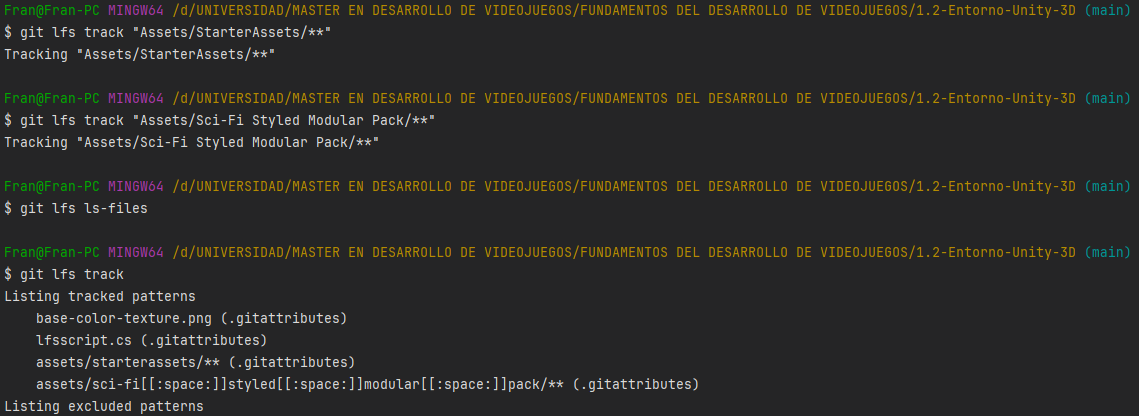 Fran@Fran-PC MINGW64 /d/UNIVERSIDAD/MASTER EN DESARROLLO DE VIDEOJUEGOS/FUNDAMENTOS DEL DESARROLLO DE VIDEOJUEGOS/1.2-Entorno-Unity-3D (main)
$ git lfs track "Assets/StarterAssets/**"
Tracking "Assets/StarterAssets/**"
Fran@Fran-PC MINGW64 /d/UNIVERSIDAD/MASTER EN DESARROLLO DE VIDEOJUEGOS/FUNDAMENTOS DEL DESARROLLO DE VIDEOJUEGOS/1.2-Entorno-Unity-3D (main)
$ git lfs track "Assets/Sci-Fi Styled Modular Pack/**"
Tracking "Assets/Sci-Fi Styled Modular Pack/**"
Fran@Fran-PC MINGW64 /d/UNIVERSIDAD/MASTER EN DESARROLLO DE VIDEOJUEGOS/FUNDAMENTOS DEL DESARROLLO DE VIDEOJUEGOS/1.2-Entorno-Unity-3D (main)
$ git lfs ls-files
Fran@Fran-PC MINGW64 /d/UNIVERSIDAD/MASTER EN DESARROLLO DE VIDEOJUEGOS/FUNDAMENTOS DEL DESARROLLO DE VIDEOJUEGOS/1.2-Entorno-Unity-3D (main)
$ git lfs track
Listing tracked patterns
base-color-texture.png (.gitattributes)
lfsscript.cs (.gitattributes)
assets/starterassets/** (.gitattributes)
assets/sci-fi[[:space:]]styled[[:space:]]modular[[:space:]]pack/** (.gitattributes)
Listing excluded patterns